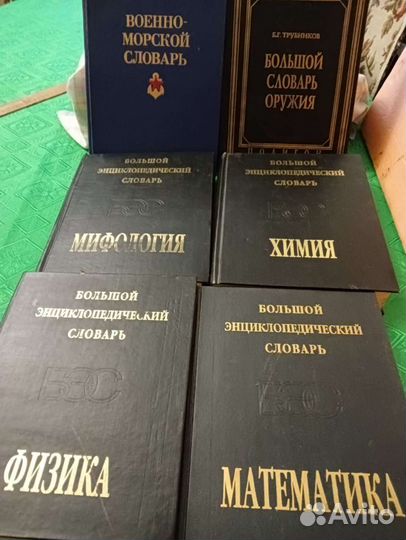 ВОЕННО-
МОРСКОЙ
СЛОВАРЬ
Б.Г. ТРУБНИКОВ
БОЛЬШОЙ
СЛОВАРЬ
ОРУЖИЯ
ПОЛИГОН
БОЛЬШОЙ
ЭНЦИКЛОПЕДИЧЕСКИЙ
СЛОВАРЬ
БЭС
МИФОЛОГИЯ
БОЛЬШОЙ
ЭНЦИКЛОПЕДИЧЕСКИЙ
СЛОВАРЬ
БЭС
ХИМИЯ
БОЛЬШОЙ
ЭНЦИКЛОПЕДИЧЕСКИЙ
СЛОВАРЬ
БЭС
ФИЗИКА
БОЛЬШОЙ
ЭНЦИКЛОПЕДИЧЕСКИЙ
СЛОВАРЬ
БЭС
МАТЕМАТИКА
Avito